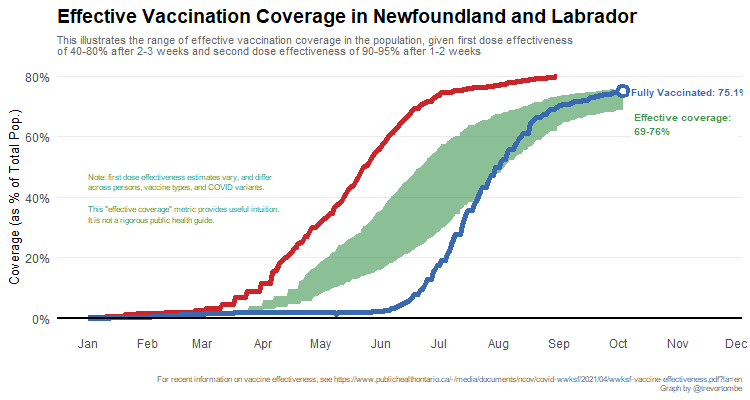 Effective Vaccination Coverage in Newfoundland and Labrador
This illustrates the range of effective vaccination coverage in the population, given first dose effectiveness
of 40-80% after 2-3 weeks and second dose effectiveness of 90-95% after 1-2 weeks
80%
60%
40%
20%
0%
Coverage (as % of Total Pop.)
Fully Vaccinated: 75.1%
Effective coverage:
69-76%
Note: first dose effectiveness estimates vary, and differ
across persons, vaccine types, and COVID variants.
This "effective coverage" metric provides useful intuition.
It is not a rigorous public health guide.
Jan Feb Mar Apr May Jun Jul Aug Sep Oct Nov Dec
For recent information on vaccine effectiveness, see https://www.publichealthontario.ca/-/media/documents/ncov/covid-wwksf/2021/04/wwksf-vaccine-effectiveness.pdf?la=en
Graph by @trevortombe